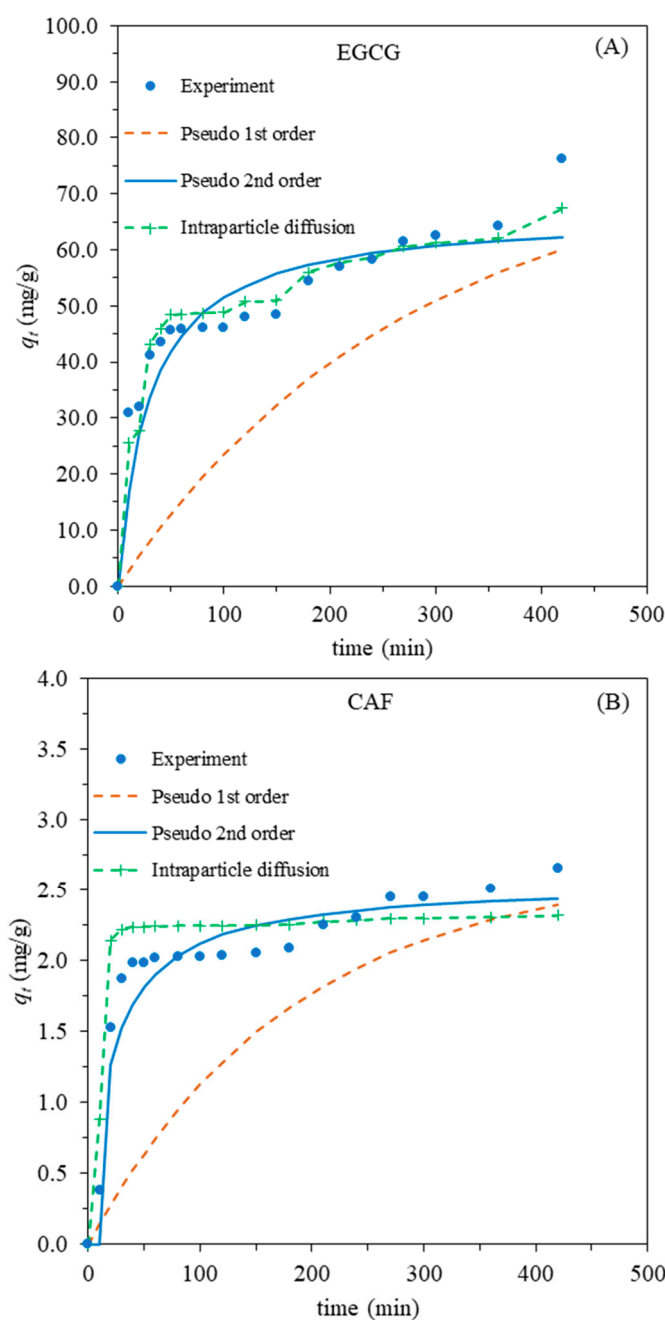 EGCG
(A)
Experiment
Pseudo 1st order
Pseudo 2nd order
Intraparticle diffusion
100.0
90.0
80.0
70.0
60.0
50.0
40.0
30.0
20.0
10.0
0.0
qt (mg/g)
0 100 200 300 400 500
time (min)
CAF
(B)
Experiment
Pseudo 1st order
Pseudo 2nd order
Intraparticle diffusion
4.0
3.5
3.0
2.5
2.0
1.5
1.0
0.5
0.0
qt (mg/g)
0 100 200 300 400 500
time (min)